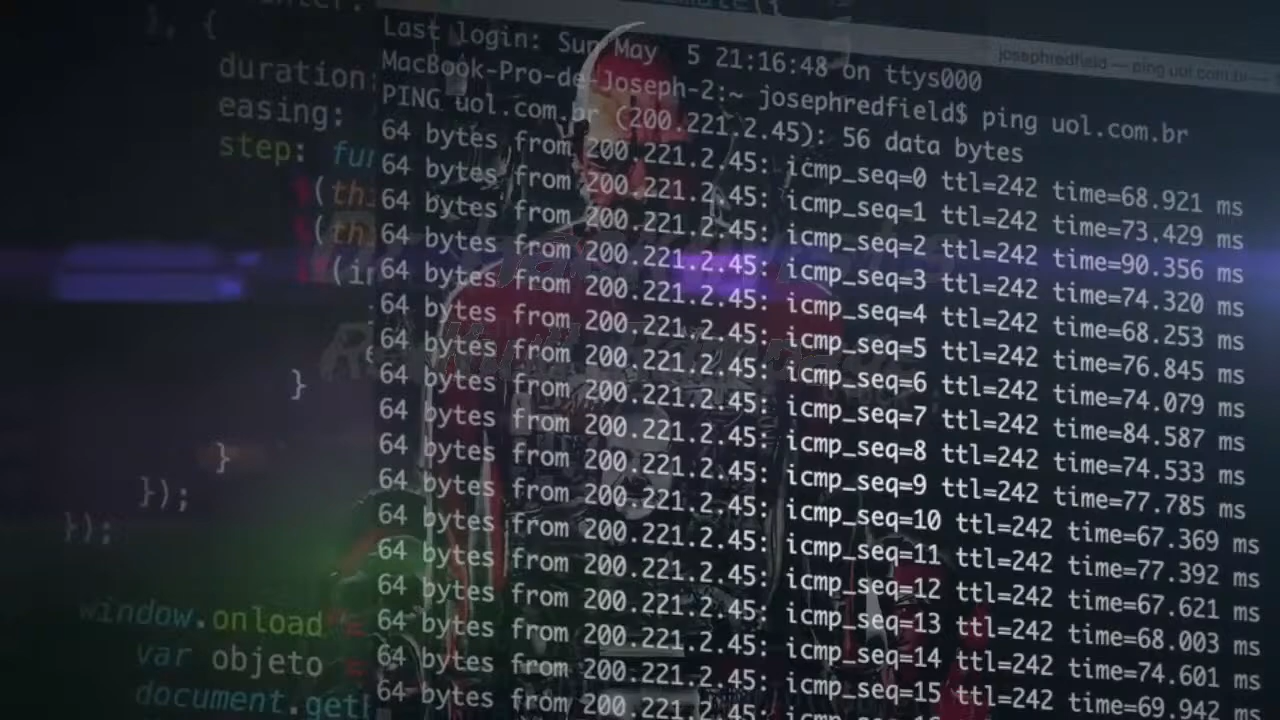 }, {
duration:
easing:
step: fun
(thi
(thi
if(in
}
}
});
});
window.onload =
var objeto =
document.getE
josephredfield — ping uol.com.br —
Last login: Sun May 5 21:16:48 on ttys000
MacBook-Pro-de-Joseph-2:~ josephredfield$ ping uol.com.br
PING uol.com.br (200.221.2.45): 56 data bytes
64 bytes from 200.221.2.45: icmp_seq=0 ttl=242 time=68.921 ms
64 bytes from 200.221.2.45: icmp_seq=1 ttl=242 time=73.429 ms
64 bytes from 200.221.2.45: icmp_seq=2 ttl=242 time=90.356 ms
64 bytes from 200.221.2.45: icmp_seq=3 ttl=242 time=74.320 ms
64 bytes from 200.221.2.45: icmp_seq=4 ttl=242 time=68.253 ms
64 bytes from 200.221.2.45: icmp_seq=5 ttl=242 time=76.845 ms
64 bytes from 200.221.2.45: icmp_seq=6 ttl=242 time=74.079 ms
64 bytes from 200.221.2.45: icmp_seq=7 ttl=242 time=84.587 ms
64 bytes from 200.221.2.45: icmp_seq=8 ttl=242 time=74.533 ms
64 bytes from 200.221.2.45: icmp_seq=9 ttl=242 time=77.785 ms
64 bytes from 200.221.2.45: icmp_seq=10 ttl=242 time=67.369 ms
64 bytes from 200.221.2.45: icmp_seq=11 ttl=242 time=77.392 ms
64 bytes from 200.221.2.45: icmp_seq=12 ttl=242 time=67.621 ms
64 bytes from 200.221.2.45: icmp_seq=13 ttl=242 time=68.003 ms
64 bytes from 200.221.2.45: icmp_seq=14 ttl=242 time=74.601 ms
64 bytes from 200.221.2.45: icmp_seq=15 ttl=242 time=69.942 ms